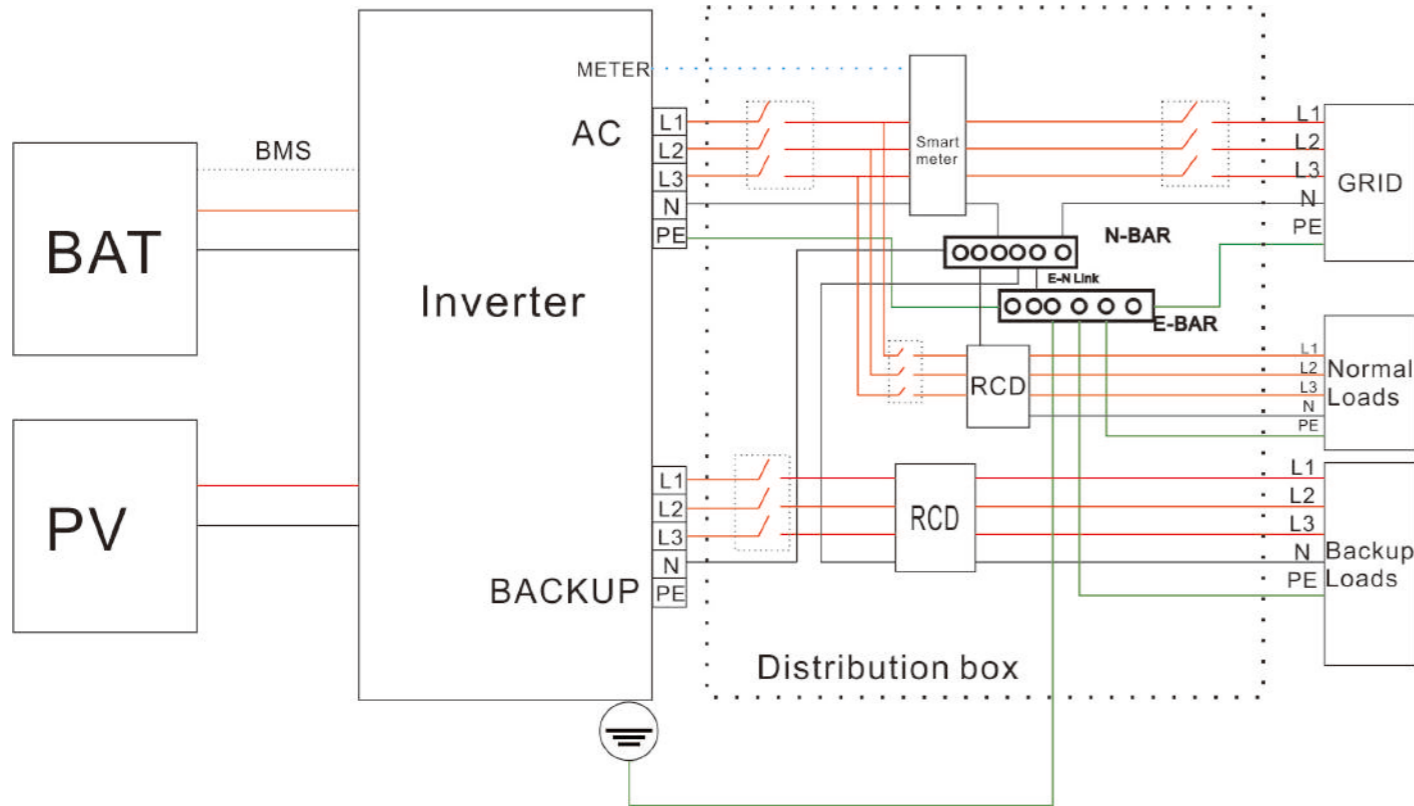 METER
AC
L1
L2
L3
N
PE
BMS
BAT
Inverter
PV
BACKUP
L1
L2
L3
N
PE
Smart
meter
N-BAR
E-N Link
E-BAR
RCD
RCD
Distribution box
L1
L2
L3
N
PE
GRID
L1
L2
L3
N
PE
Normal
Loads
L1
L2
L3
N
PE
Backup
Loads